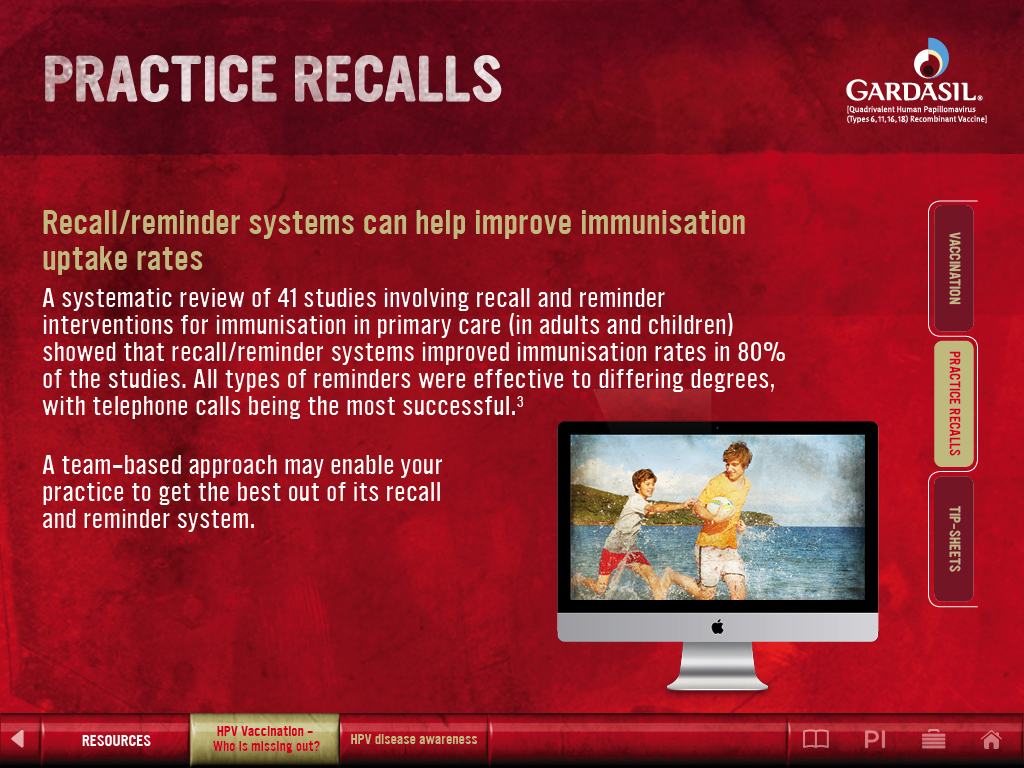 PRACTICE RECALLS
GARDASIL®
[Quadrivalent Human Papillomavirus
(Types 6, 11, 16, 18) Recombinant Vaccine]
Recall/reminder systems can help improve immunisation
uptake rates
A systematic review of 41 studies involving recall and reminder
interventions for immunisation in primary care (in adults and children)
showed that recall/reminder systems improved immunisation rates in 80%
of the studies. All types of reminders were effective to differing degrees,
with telephone calls being the most successful.³
A team-based approach may enable your
practice to get the best out of its recall
and reminder system.
VACCINATION
PRACTICE RECALLS
TIP-SHEETS
RESOURCES
HPV Vaccination –
Who is missing out?
HPV disease awareness
PI